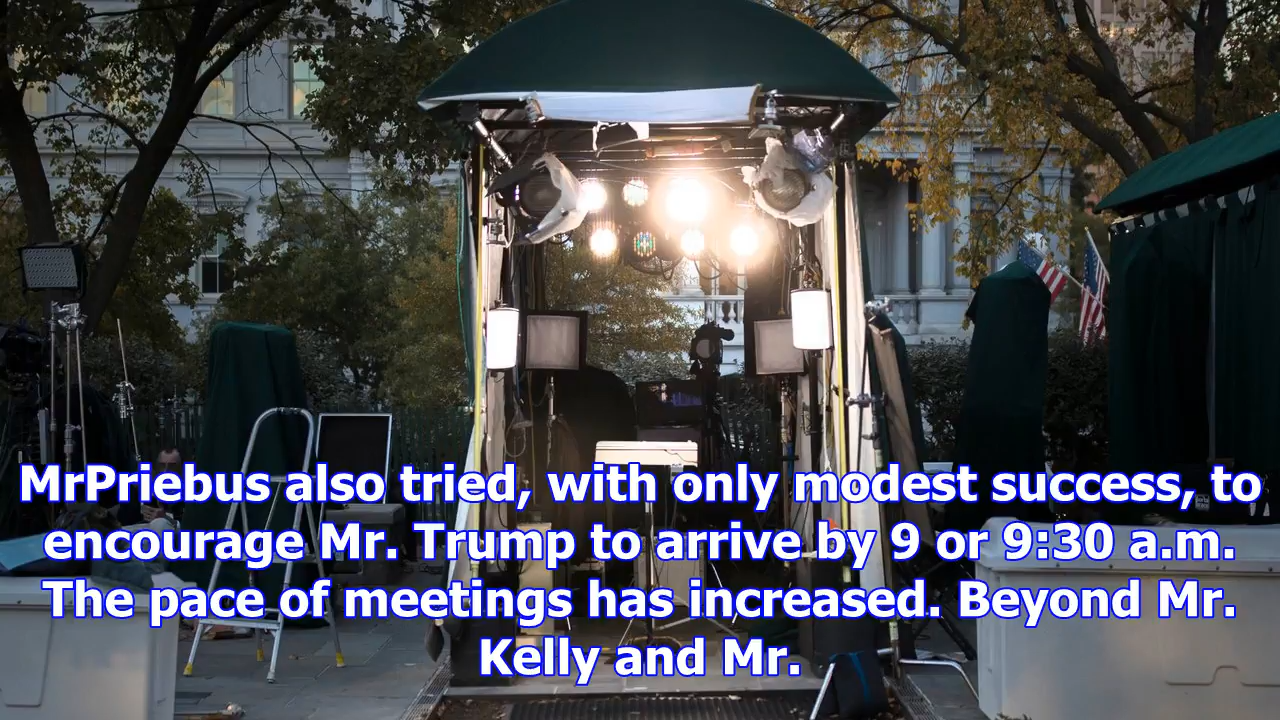 MrPriebus also tried, with only modest success, to
encourage Mr. Trump to arrive by 9 or 9:30 a.m.
The pace of meetings has increased. Beyond Mr.
Kelly and Mr.